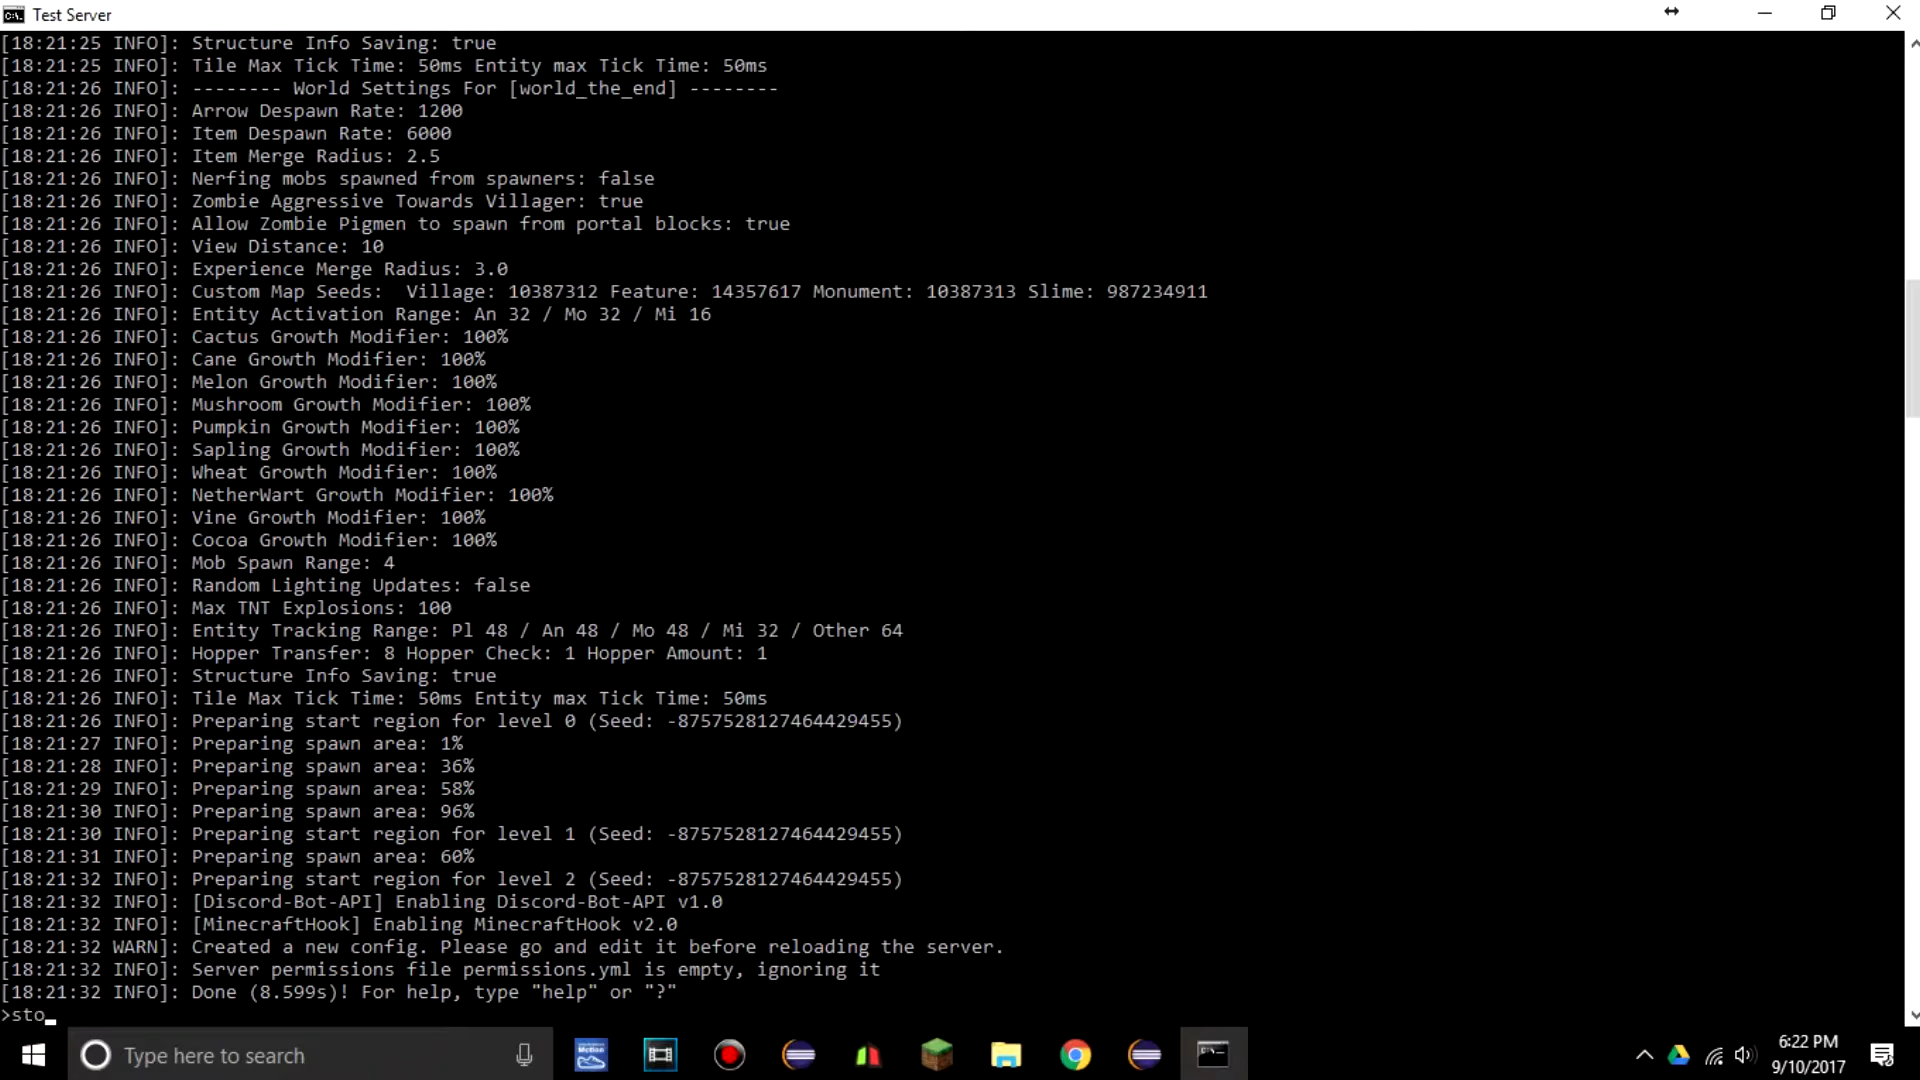 Test Server
[18:21:25 INFO]: Structure Info Saving: true
[18:21:25 INFO]: Tile Max Tick Time: 50ms Entity max Tick Time: 50ms
[18:21:26 INFO]: -------- World Settings For [world_the_end] --------
[18:21:26 INFO]: Arrow Despawn Rate: 1200
[18:21:26 INFO]: Item Despawn Rate: 6000
[18:21:26 INFO]: Item Merge Radius: 2.5
[18:21:26 INFO]: Nerfing mobs spawned from spawners: false
[18:21:26 INFO]: Zombie Aggressive Towards Villager: true
[18:21:26 INFO]: Allow Zombie Pigmen to spawn from portal blocks: true
[18:21:26 INFO]: View Distance: 10
[18:21:26 INFO]: Experience Merge Radius: 3.0
[18:21:26 INFO]: Custom Map Seeds:  Village: 10387312 Feature: 14357617 Monument: 10387313 Slime: 987234911
[18:21:26 INFO]: Entity Activation Range: An 32 / Mo 32 / Mi 16
[18:21:26 INFO]: Cactus Growth Modifier: 100%
[18:21:26 INFO]: Cane Growth Modifier: 100%
[18:21:26 INFO]: Melon Growth Modifier: 100%
[18:21:26 INFO]: Mushroom Growth Modifier: 100%
[18:21:26 INFO]: Pumpkin Growth Modifier: 100%
[18:21:26 INFO]: Sapling Growth Modifier: 100%
[18:21:26 INFO]: Wheat Growth Modifier: 100%
[18:21:26 INFO]: NetherWart Growth Modifier: 100%
[18:21:26 INFO]: Vine Growth Modifier: 100%
[18:21:26 INFO]: Cocoa Growth Modifier: 100%
[18:21:26 INFO]: Mob Spawn Range: 4
[18:21:26 INFO]: Random Lighting Updates: false
[18:21:26 INFO]: Max TNT Explosions: 100
[18:21:26 INFO]: Entity Tracking Range: Pl 48 / An 48 / Mo 48 / Mi 32 / Other 64
[18:21:26 INFO]: Hopper Transfer: 8 Hopper Check: 1 Hopper Amount: 1
[18:21:26 INFO]: Structure Info Saving: true
[18:21:26 INFO]: Tile Max Tick Time: 50ms Entity max Tick Time: 50ms
[18:21:26 INFO]: Preparing start region for level 0 (Seed: -8757528127464429455)
[18:21:27 INFO]: Preparing spawn area: 1%
[18:21:28 INFO]: Preparing spawn area: 36%
[18:21:29 INFO]: Preparing spawn area: 58%
[18:21:30 INFO]: Preparing spawn area: 96%
[18:21:30 INFO]: Preparing start region for level 1 (Seed: -8757528127464429455)
[18:21:31 INFO]: Preparing spawn area: 60%
[18:21:32 INFO]: Preparing start region for level 2 (Seed: -8757528127464429455)
[18:21:32 INFO]: [Discord-Bot-API] Enabling Discord-Bot-API v1.0
[18:21:32 INFO]: [MinecraftHook] Enabling MinecraftHook v2.0
[18:21:32 WARN]: Created a new config. Please go and edit it before reloading the server.
[18:21:32 INFO]: Server permissions file permissions.yml is empty, ignoring it
[18:21:32 INFO]: Done (8.599s)! For help, type "help" or "?"
>sto_
Type here to search
6:22 PM
9/10/2017